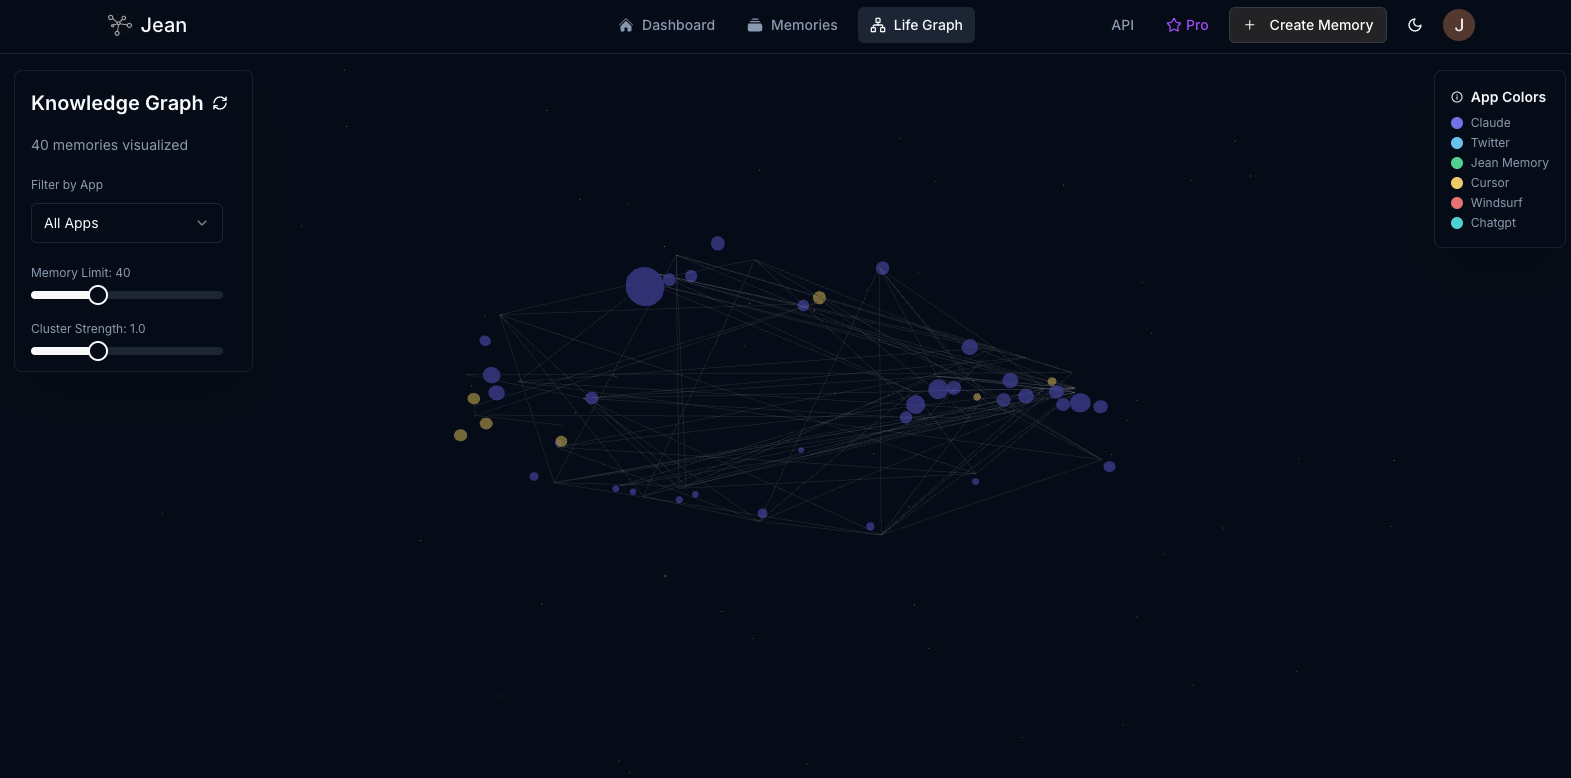 Jean
Dashboard
Memories
Life Graph
API
Pro
+ Create Memory
J
Knowledge Graph
40 memories visualized
Filter by App
All Apps
Memory Limit: 40
Cluster Strength: 1.0
App Colors
Claude
Twitter
Jean Memory
Cursor
Windsurf
Chatgpt